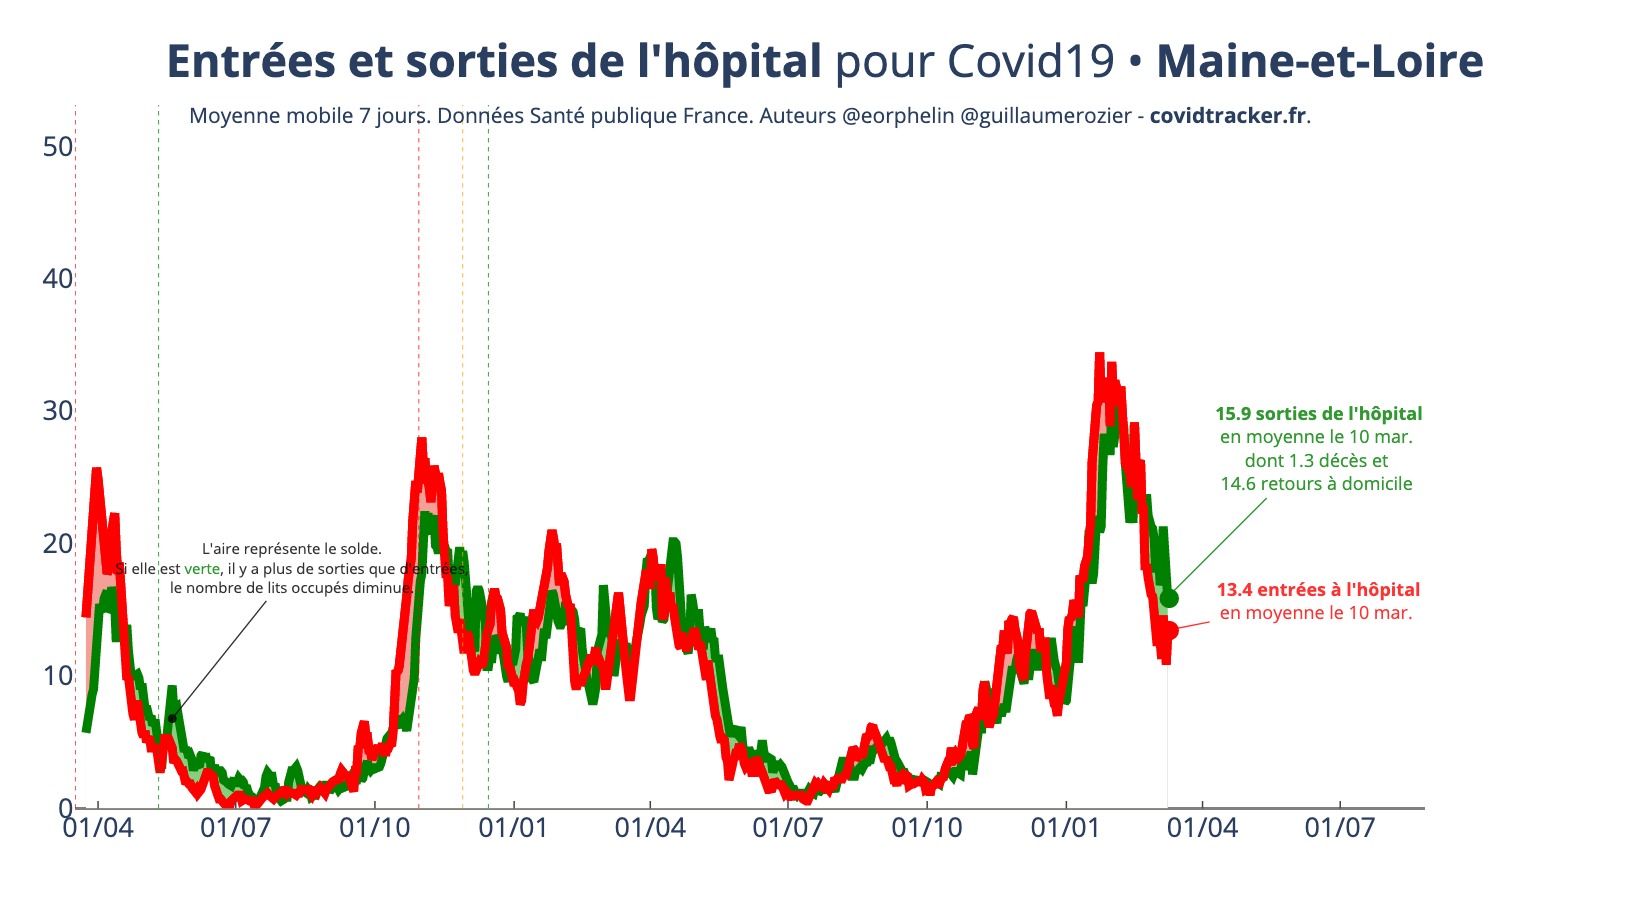 Entrées et sorties de l'hôpital pour Covid19 • Maine-et-Loire
Moyenne mobile 7 jours. Données Santé publique France. Auteurs @eorphelin @guillaumerozier - covidtracker.fr.
50
40
30
20
10
0
15.9 sorties de l'hôpital
en moyenne le 10 mar.
dont 1.3 décès et
14.6 retours à domicile
13.4 entrées à l'hôpital
en moyenne le 10 mar.
L'aire représente le solde.
Si elle est verte, il y a plus de sorties que d'entrées,
le nombre de lits occupés diminue.
01/04 01/07 01/10 01/01 01/04 01/07 01/10 01/01 01/04 01/07